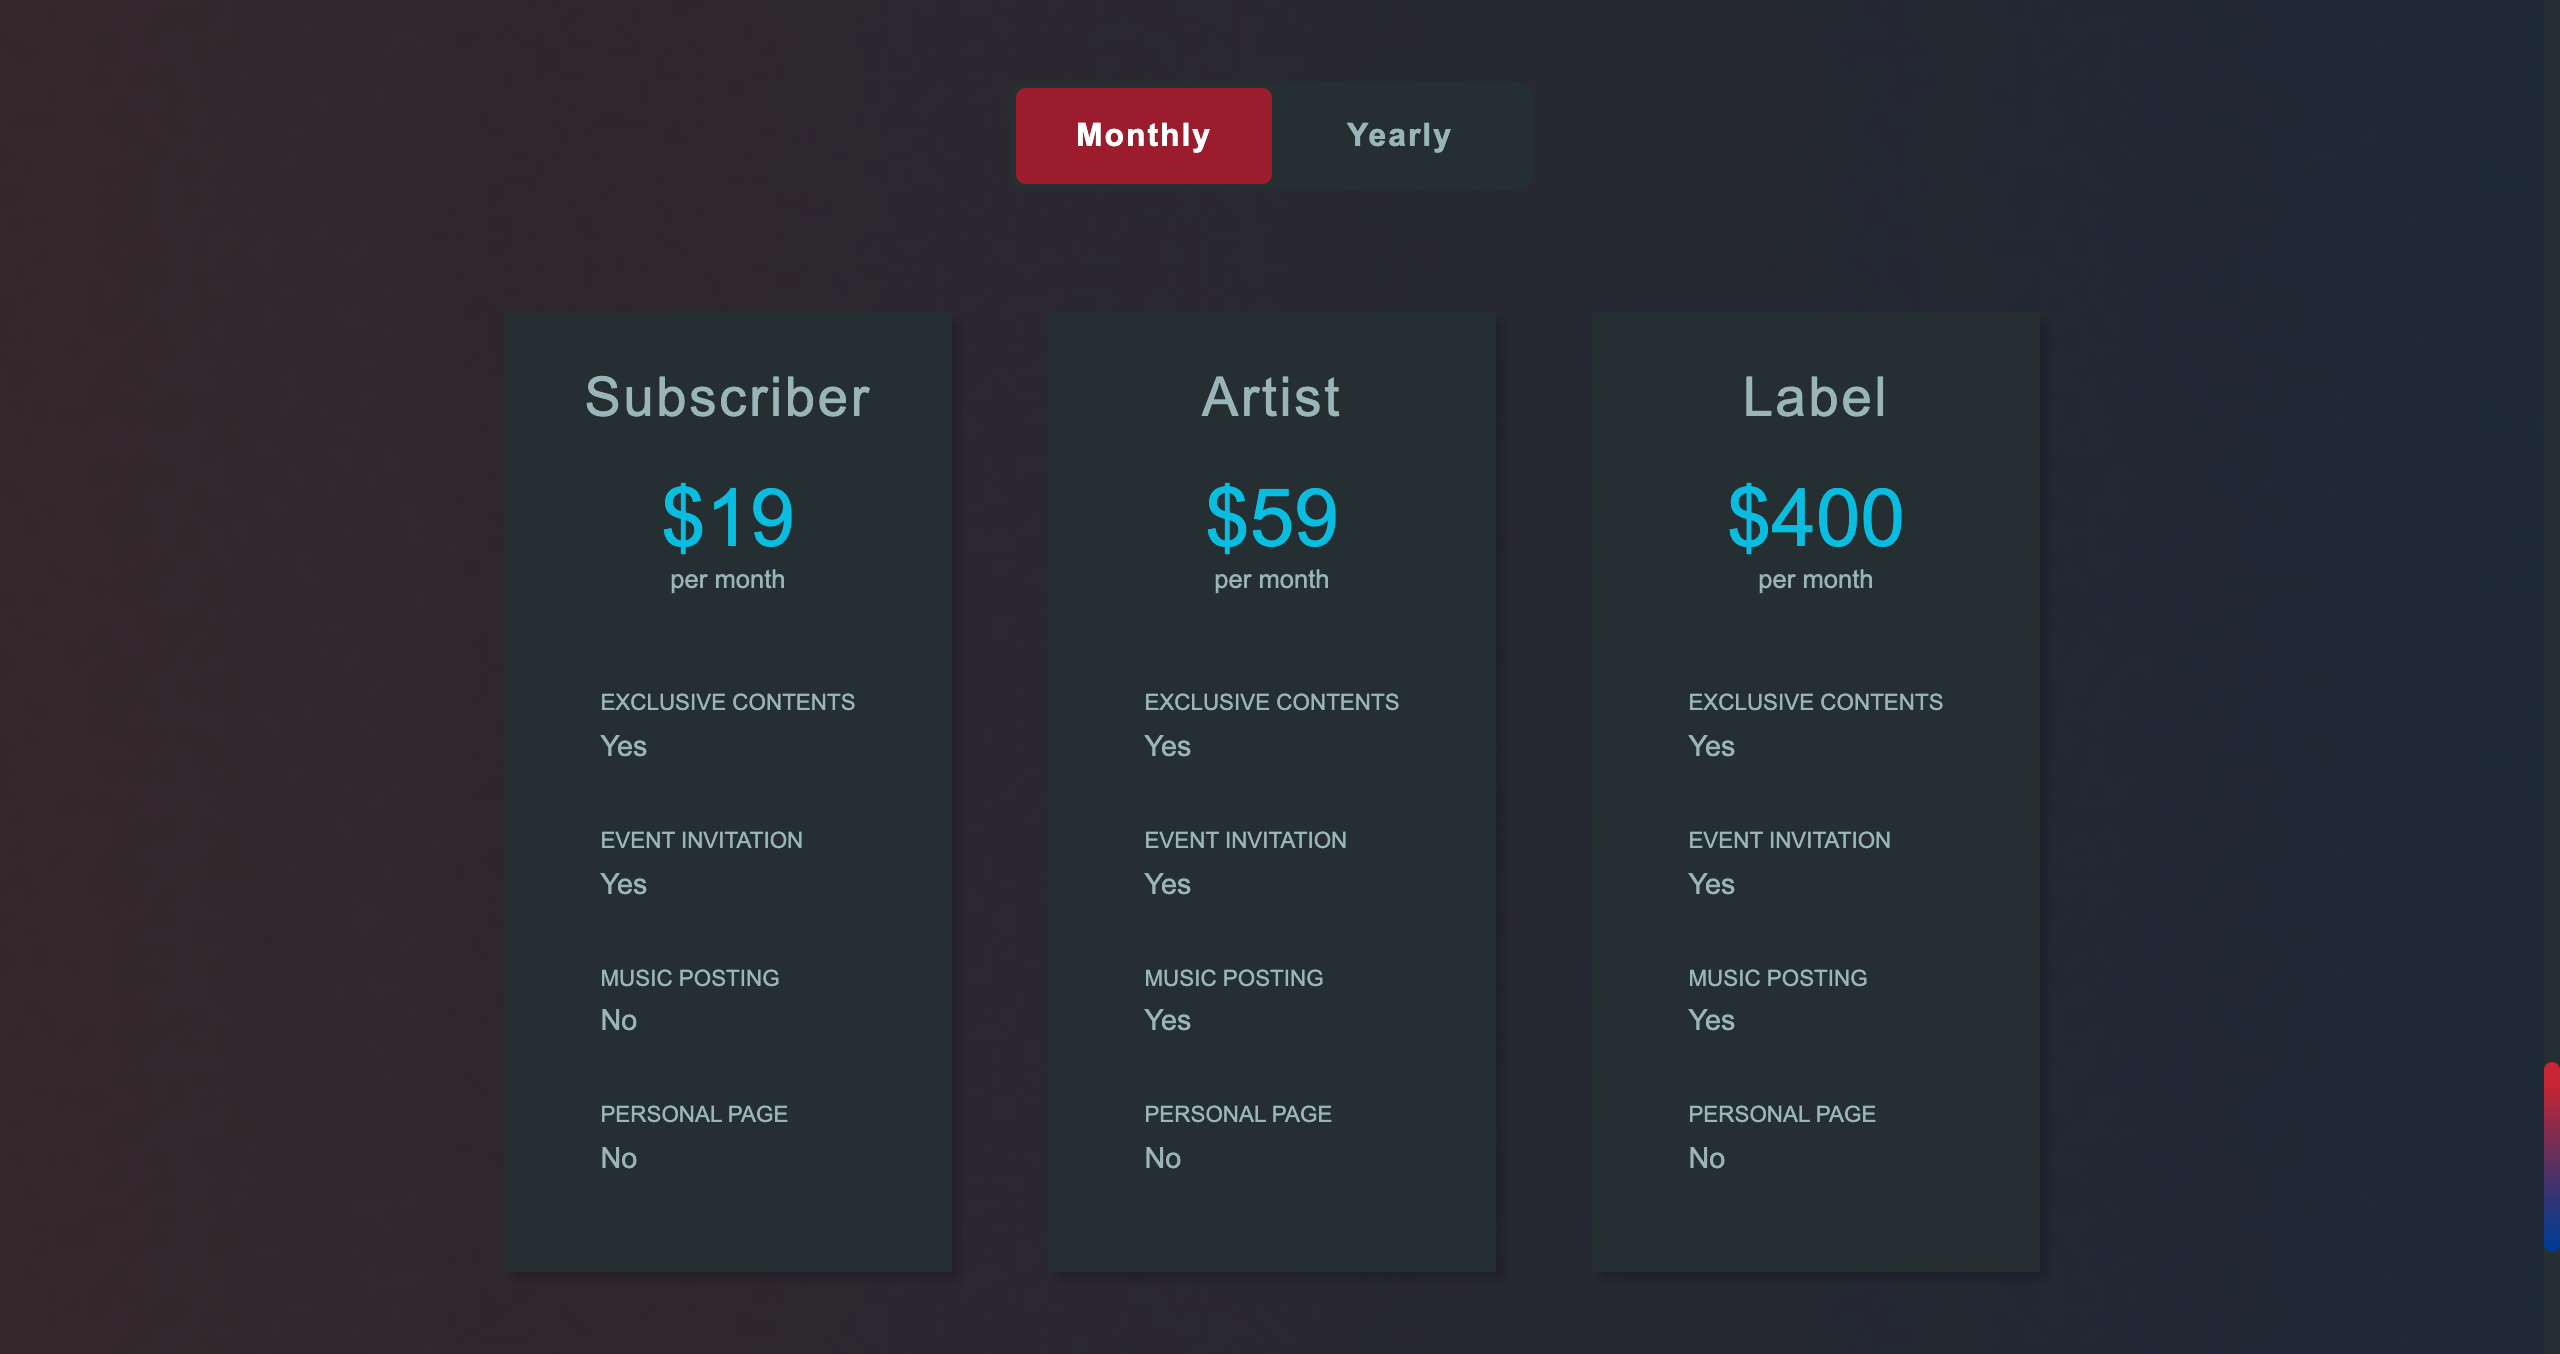 Monthly
Yearly
Subscriber
$19
per month
EXCLUSIVE CONTENTS
Yes
EVENT INVITATION
Yes
MUSIC POSTING
No
PERSONAL PAGE
No
Artist
$59
per month
EXCLUSIVE CONTENTS
Yes
EVENT INVITATION
Yes
MUSIC POSTING
Yes
PERSONAL PAGE
No
Label
$400
per month
EXCLUSIVE CONTENTS
Yes
EVENT INVITATION
Yes
MUSIC POSTING
Yes
PERSONAL PAGE
No